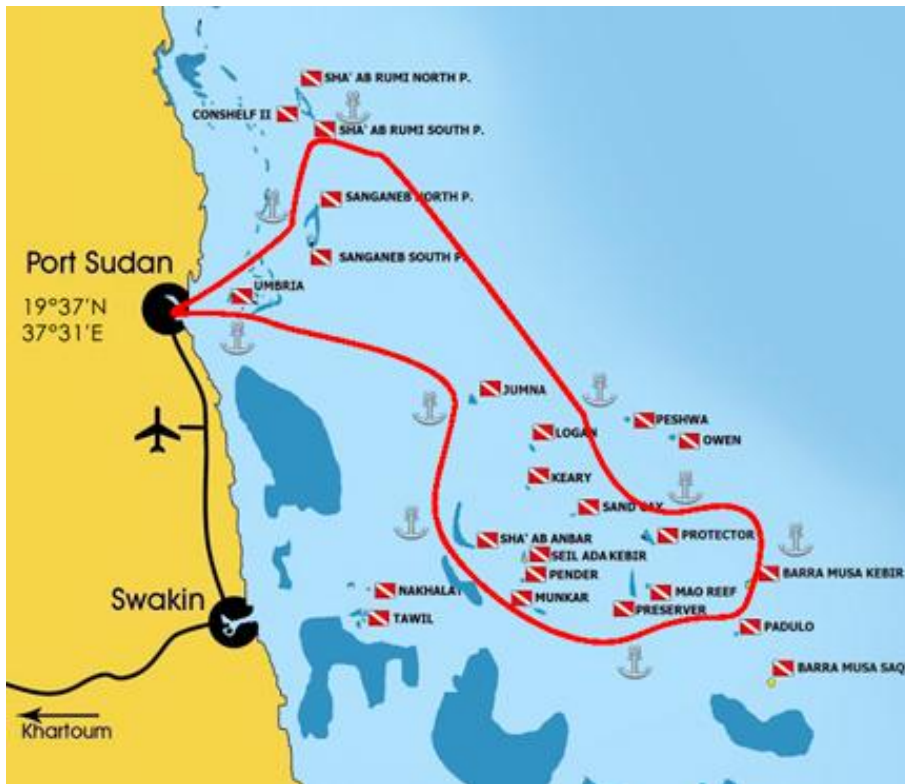 SHA' AB RUMI NORTH P.
CONSHELF II
SHA' AB RUMI SOUTH P.
SANGANEB NORTH P.
SANGANEB SOUTH P.
Port Sudan
UMBRIA
19°37'N
37°31'E
JUMNA
LOGAN
PESHWA
OWEN
KEARY
SAND CAY
SHA' AB ANBAR
PROTECTOR
SEIL ADA KEBIR
PENDER
BARRA MUSA KEBIR
Swakin
NAKHALAT
MUNKAR
MAO REEF
PRESERVER
TAWIL
PADULO
BARRA MUSA SAQ
Khartoum